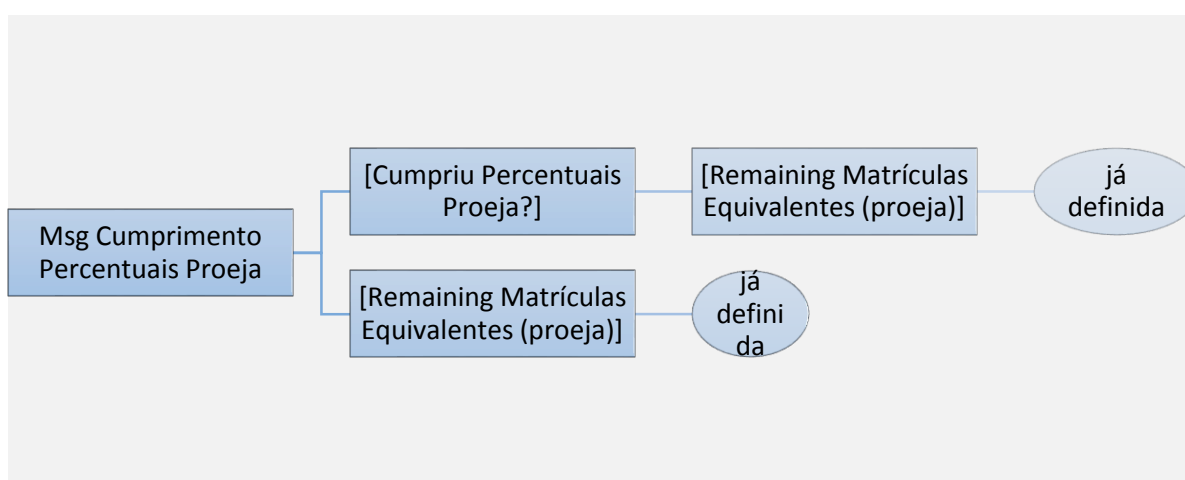 [Cumpriu Percentuais
Proeja?]
[Remaining Matrículas
Equivalentes (proeja)]
já
definida
Msg Cumprimento
Percentuais Proeja
[Remaining Matrículas
Equivalentes (proeja)]
já
defini
da